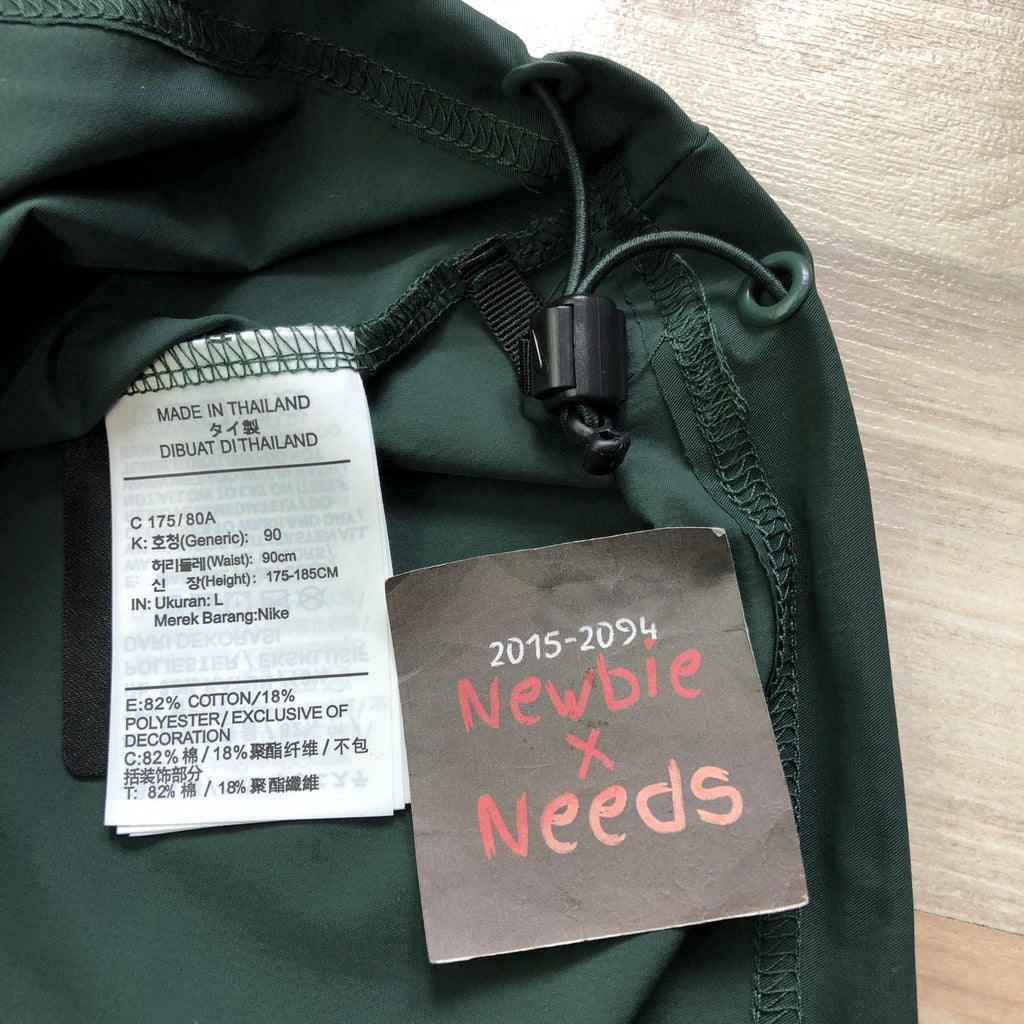 MADE IN THAILAND
タイ製
DIBUAT DI THAILAND
C 175/80A
K: 호칭(Generic): 90
허리둘레(Waist): 90cm
신 장(Height): 175-185CM
IN: Ukuran: L
Merek Barang:Nike
E:82% COTTON/18%
POLYESTER/ EXCLUSIVE OF
DECORATION
C:82% 棉 / 18% 聚酯纤维 / 不包
括装饰部分
T: 82% 棉 / 18% 聚酯纖維
2015-2094
Newbie
x
Needs